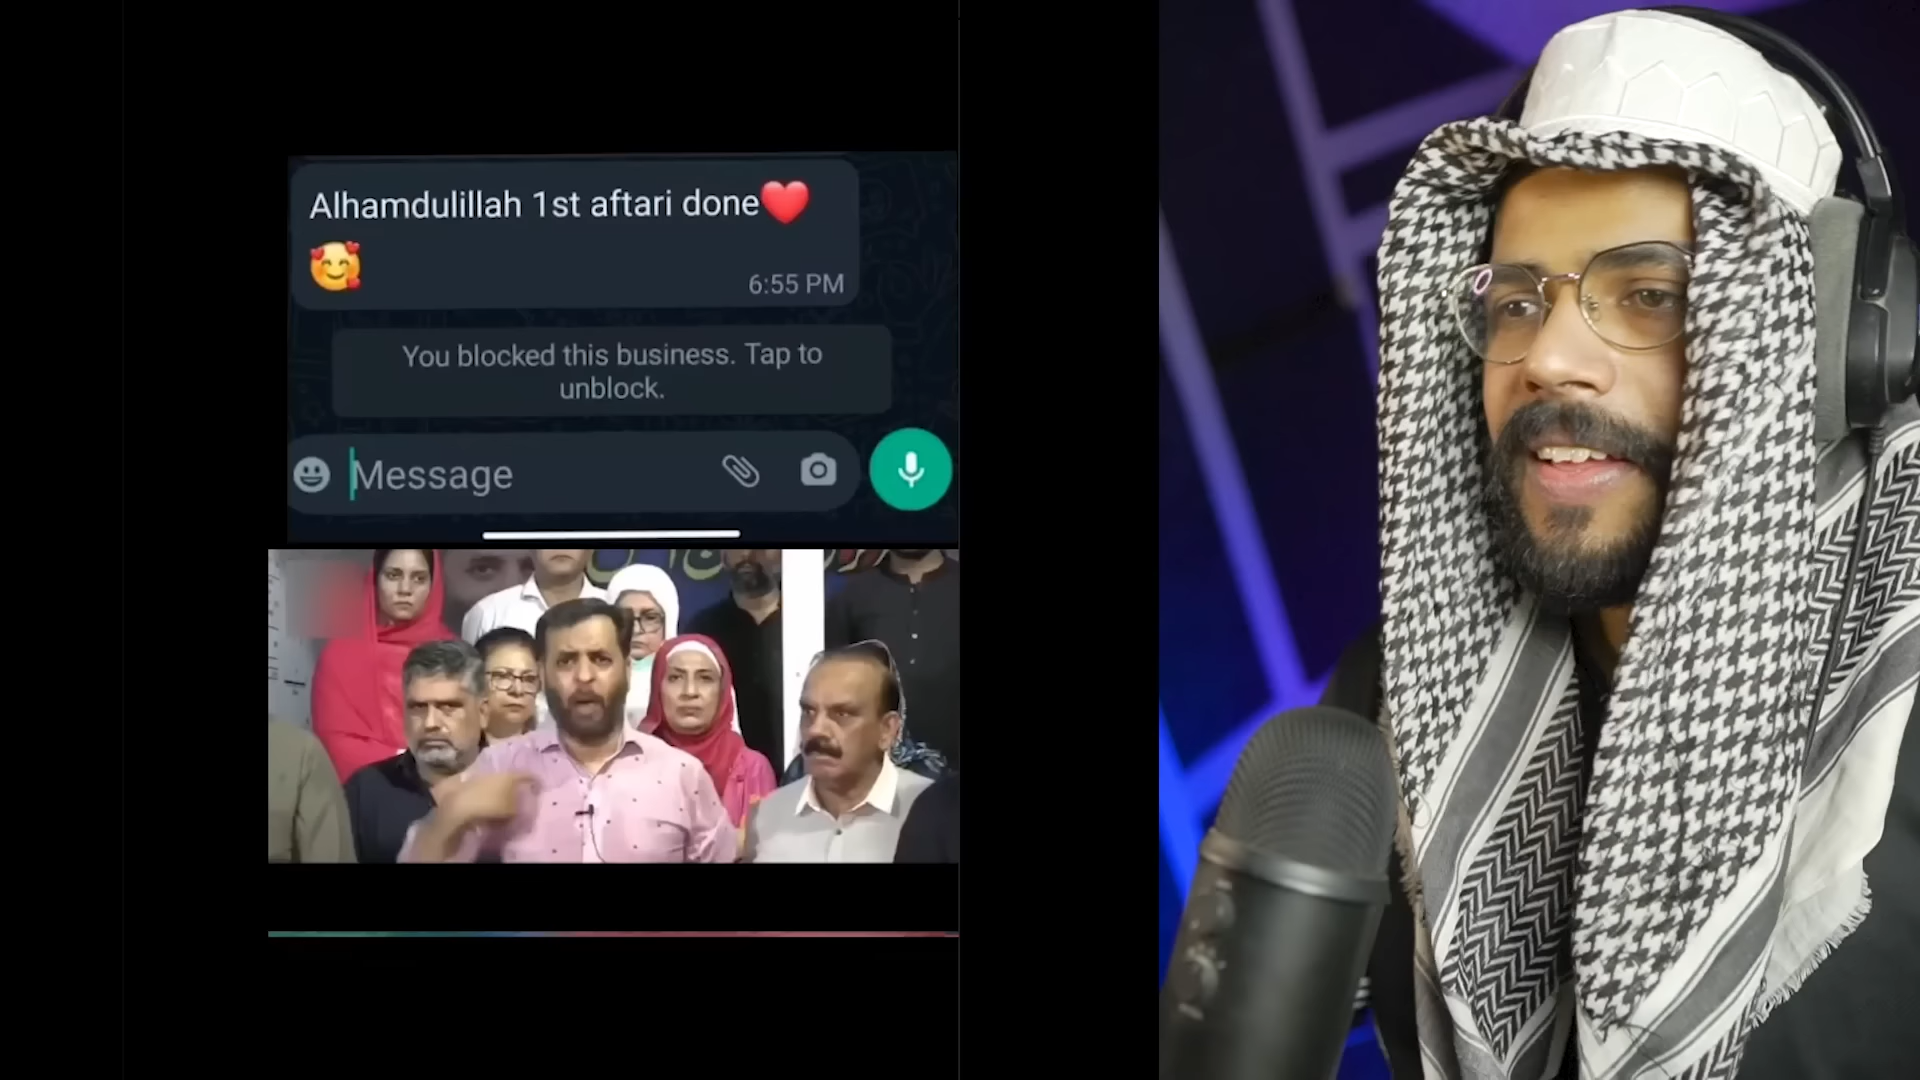 Alhamdulillah 1st aftari done❤️
🥰
6:55 PM
You blocked this business. Tap to
unblock.
Message